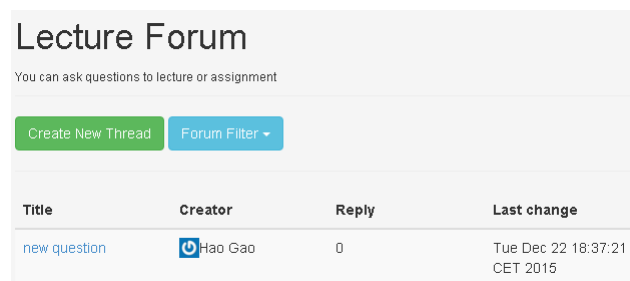 Lecture Forum
You can ask questions to lecture or assignment
Create New Thread Forum Filter
Title Creator Reply Last change
new question Hao Gao 0 Tue Dec 22 18:37:21
CET 2015